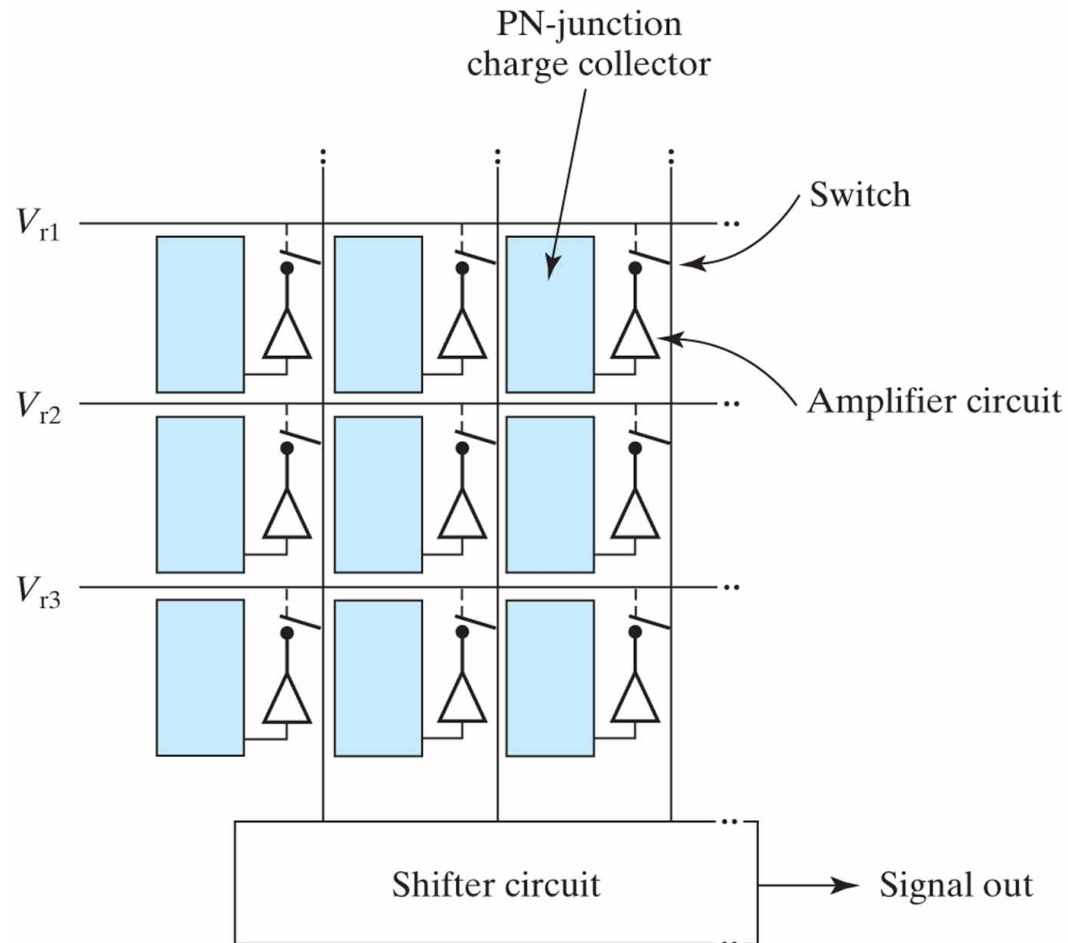 PN-junction
charge collector
Switch
Vr1
Amplifier circuit
Vr2
Vr3
Shifter circuit
Signal out